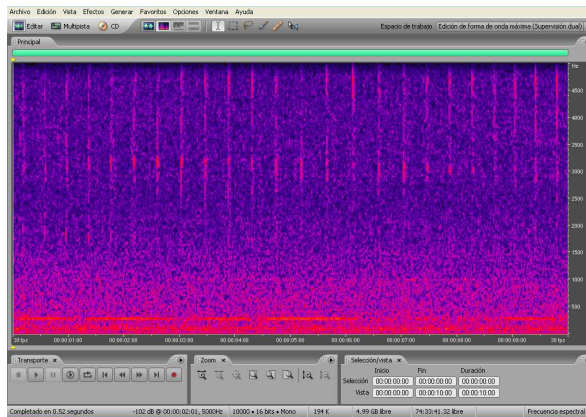 Archivo Edición Vista Efectos Generar Favoritos Opciones Ventana Ayuda
Editar Multipista CD Espacio de trabajo Edición de forma de onda máxima (Supervisión dual)
Principal
Hz
4500
4000
3500
3000
2500
2000
1500
1000
500
30 fpc 00:00:01:00 00:00:02:00 00:00:03:00 00:00:04:00 00:00:05:00 00:00:06:00 00:00:07:00 00:00:08:00 00:00:09:00 30 fpc
Transporte x Zoom x Selección/vista x
Inicio Fin Duración
Selección 00:00:00:00 00:00:00:00 00:00:00:00
Vista 00:00:00:00 00:00:10:00 00:00:10:00
Completado en 0.52 segundos -102 dB @ 00:00:02:01, 5000Hz 10000 • 16 bits • Mono 194 K 4.99 GB libre 74:33:41.32 libre Frecuencia espectral